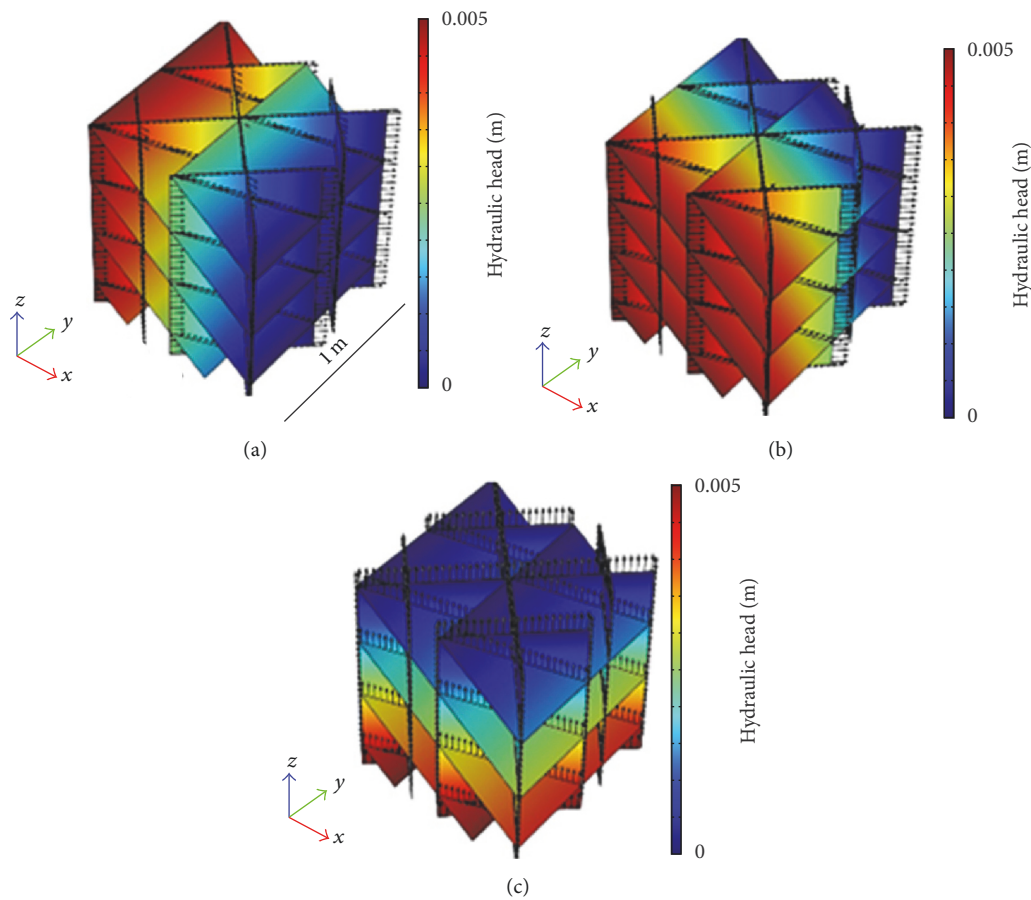 0.005
Hydraulic head (m)
0
z
y
x
1 m
(a)
0.005
Hydraulic head (m)
0
z
y
x
(b)
0.005
Hydraulic head (m)
0
z
y
x
(c)